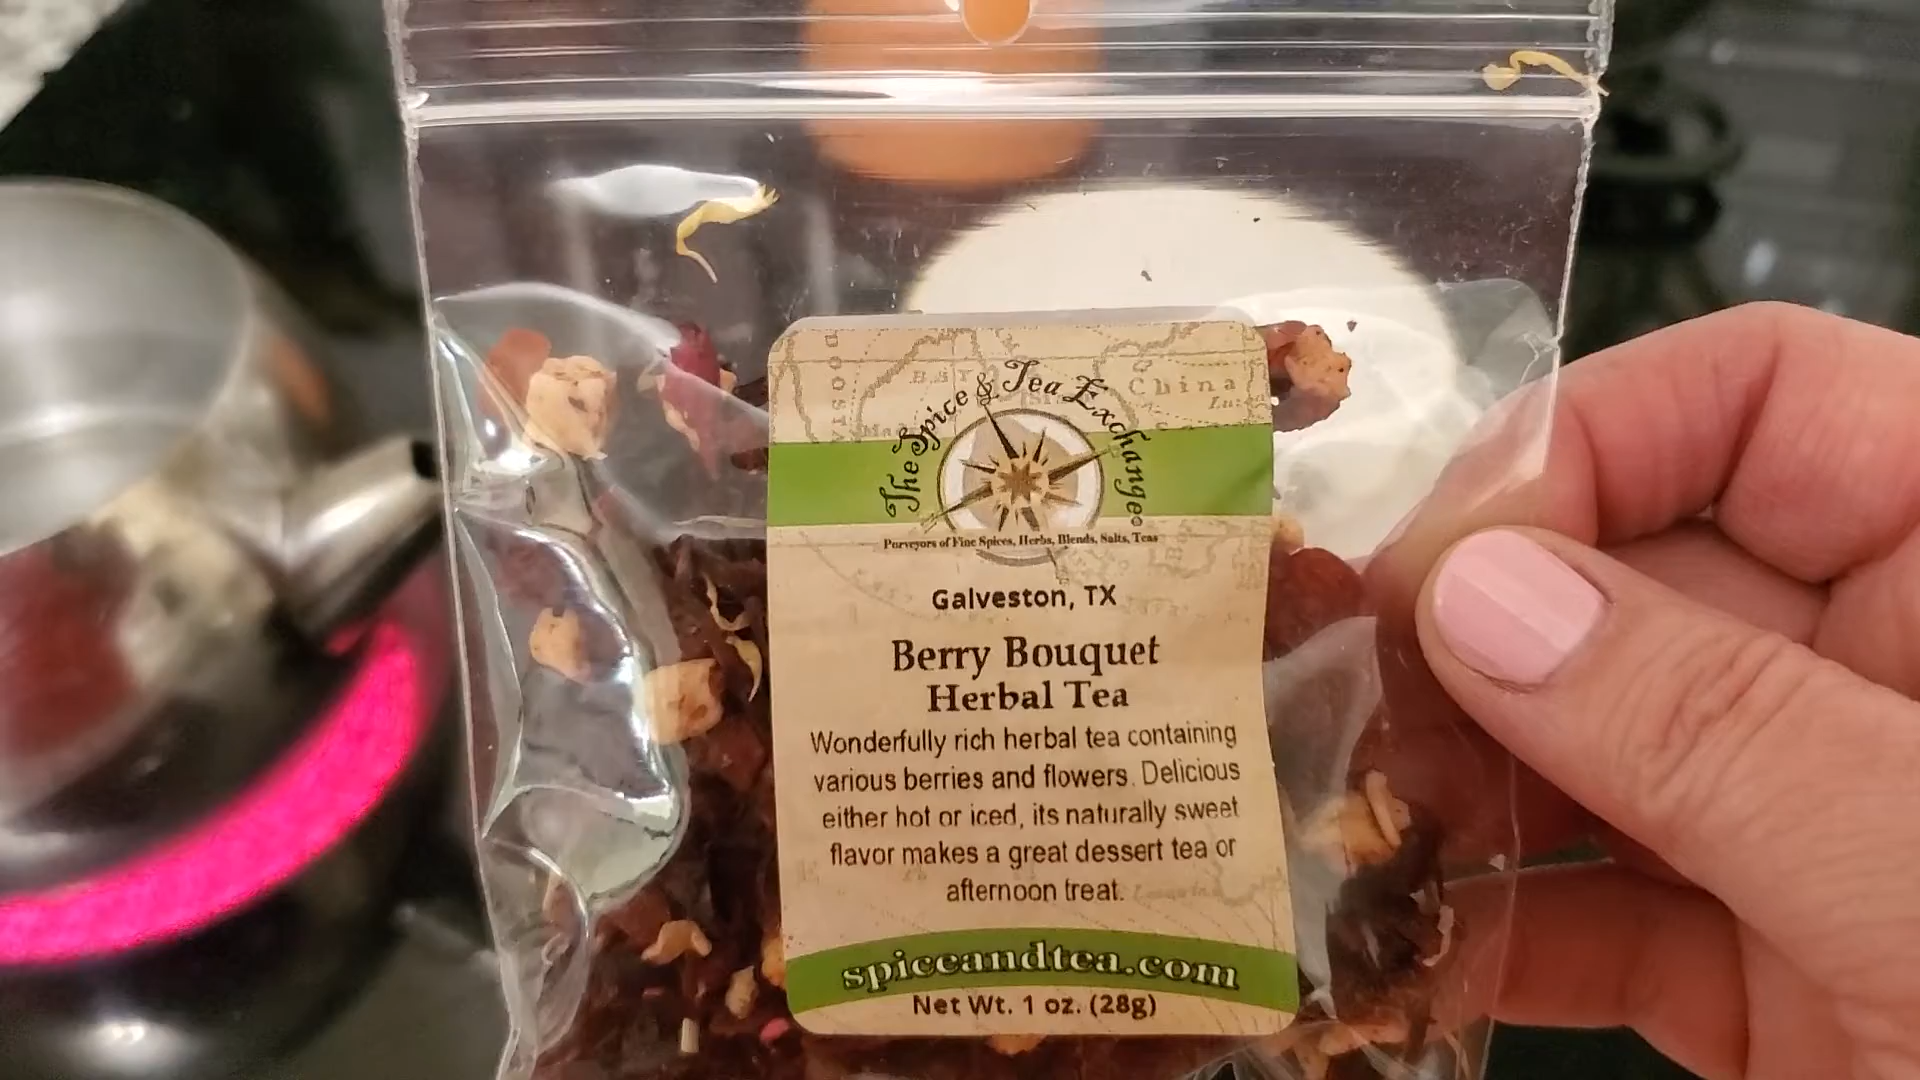 The Spice & Tea Exchange®
China
Purveyors of Fine Spices, Herbs, Blends, Salts, Teas
Galveston, TX
Berry Bouquet
Herbal Tea
Wonderfully rich herbal tea containing
various berries and flowers. Delicious
either hot or iced, its naturally sweet
flavor makes a great dessert tea or
afternoon treat.
spiceandtea.com
Net Wt. 1 oz. (28g)